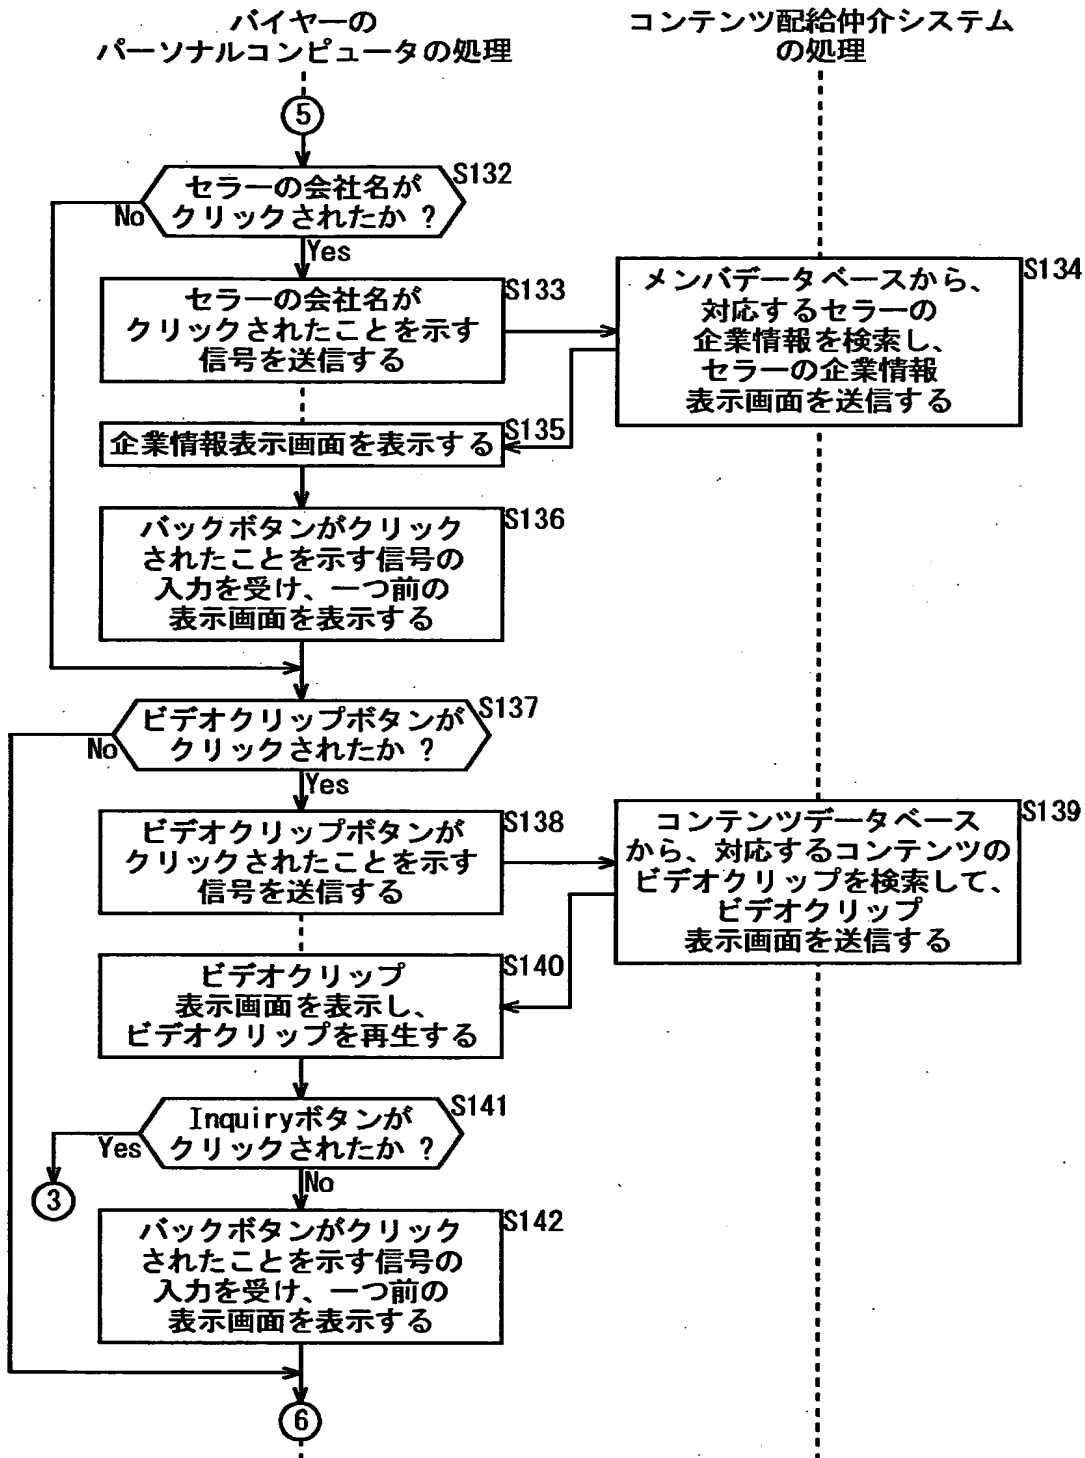 バイヤーの
パーソナルコンピュータの処理
コンテンツ配給仲介システム
の処理
5
S132
セラーの会社名が
クリックされたか ?
No
Yes
S133
セラーの会社名が
クリックされたことを示す
信号を送信する
S134
メンバデータベースから、
対応するセラーの
企業情報を検索し、
セラーの企業情報
表示画面を送信する
S135
企業情報表示画面を表示する
S136
バックボタンがクリック
されたことを示す信号の
入力を受け、一つ前の
表示画面を表示する
S137
ビデオクリップボタンが
クリックされたか ?
No
Yes
S138
ビデオクリップボタンが
クリックされたことを示す
信号を送信する
S139
コンテンツデータベース
から、対応するコンテンツの
ビデオクリップを検索して、
ビデオクリップ
表示画面を送信する
S140
ビデオクリップ
表示画面を表示し、
ビデオクリップを再生する
S141
Inquiryボタンが
クリックされたか ?
Yes
No
3
S142
バックボタンがクリック
されたことを示す信号の
入力を受け、一つ前の
表示画面を表示する
6